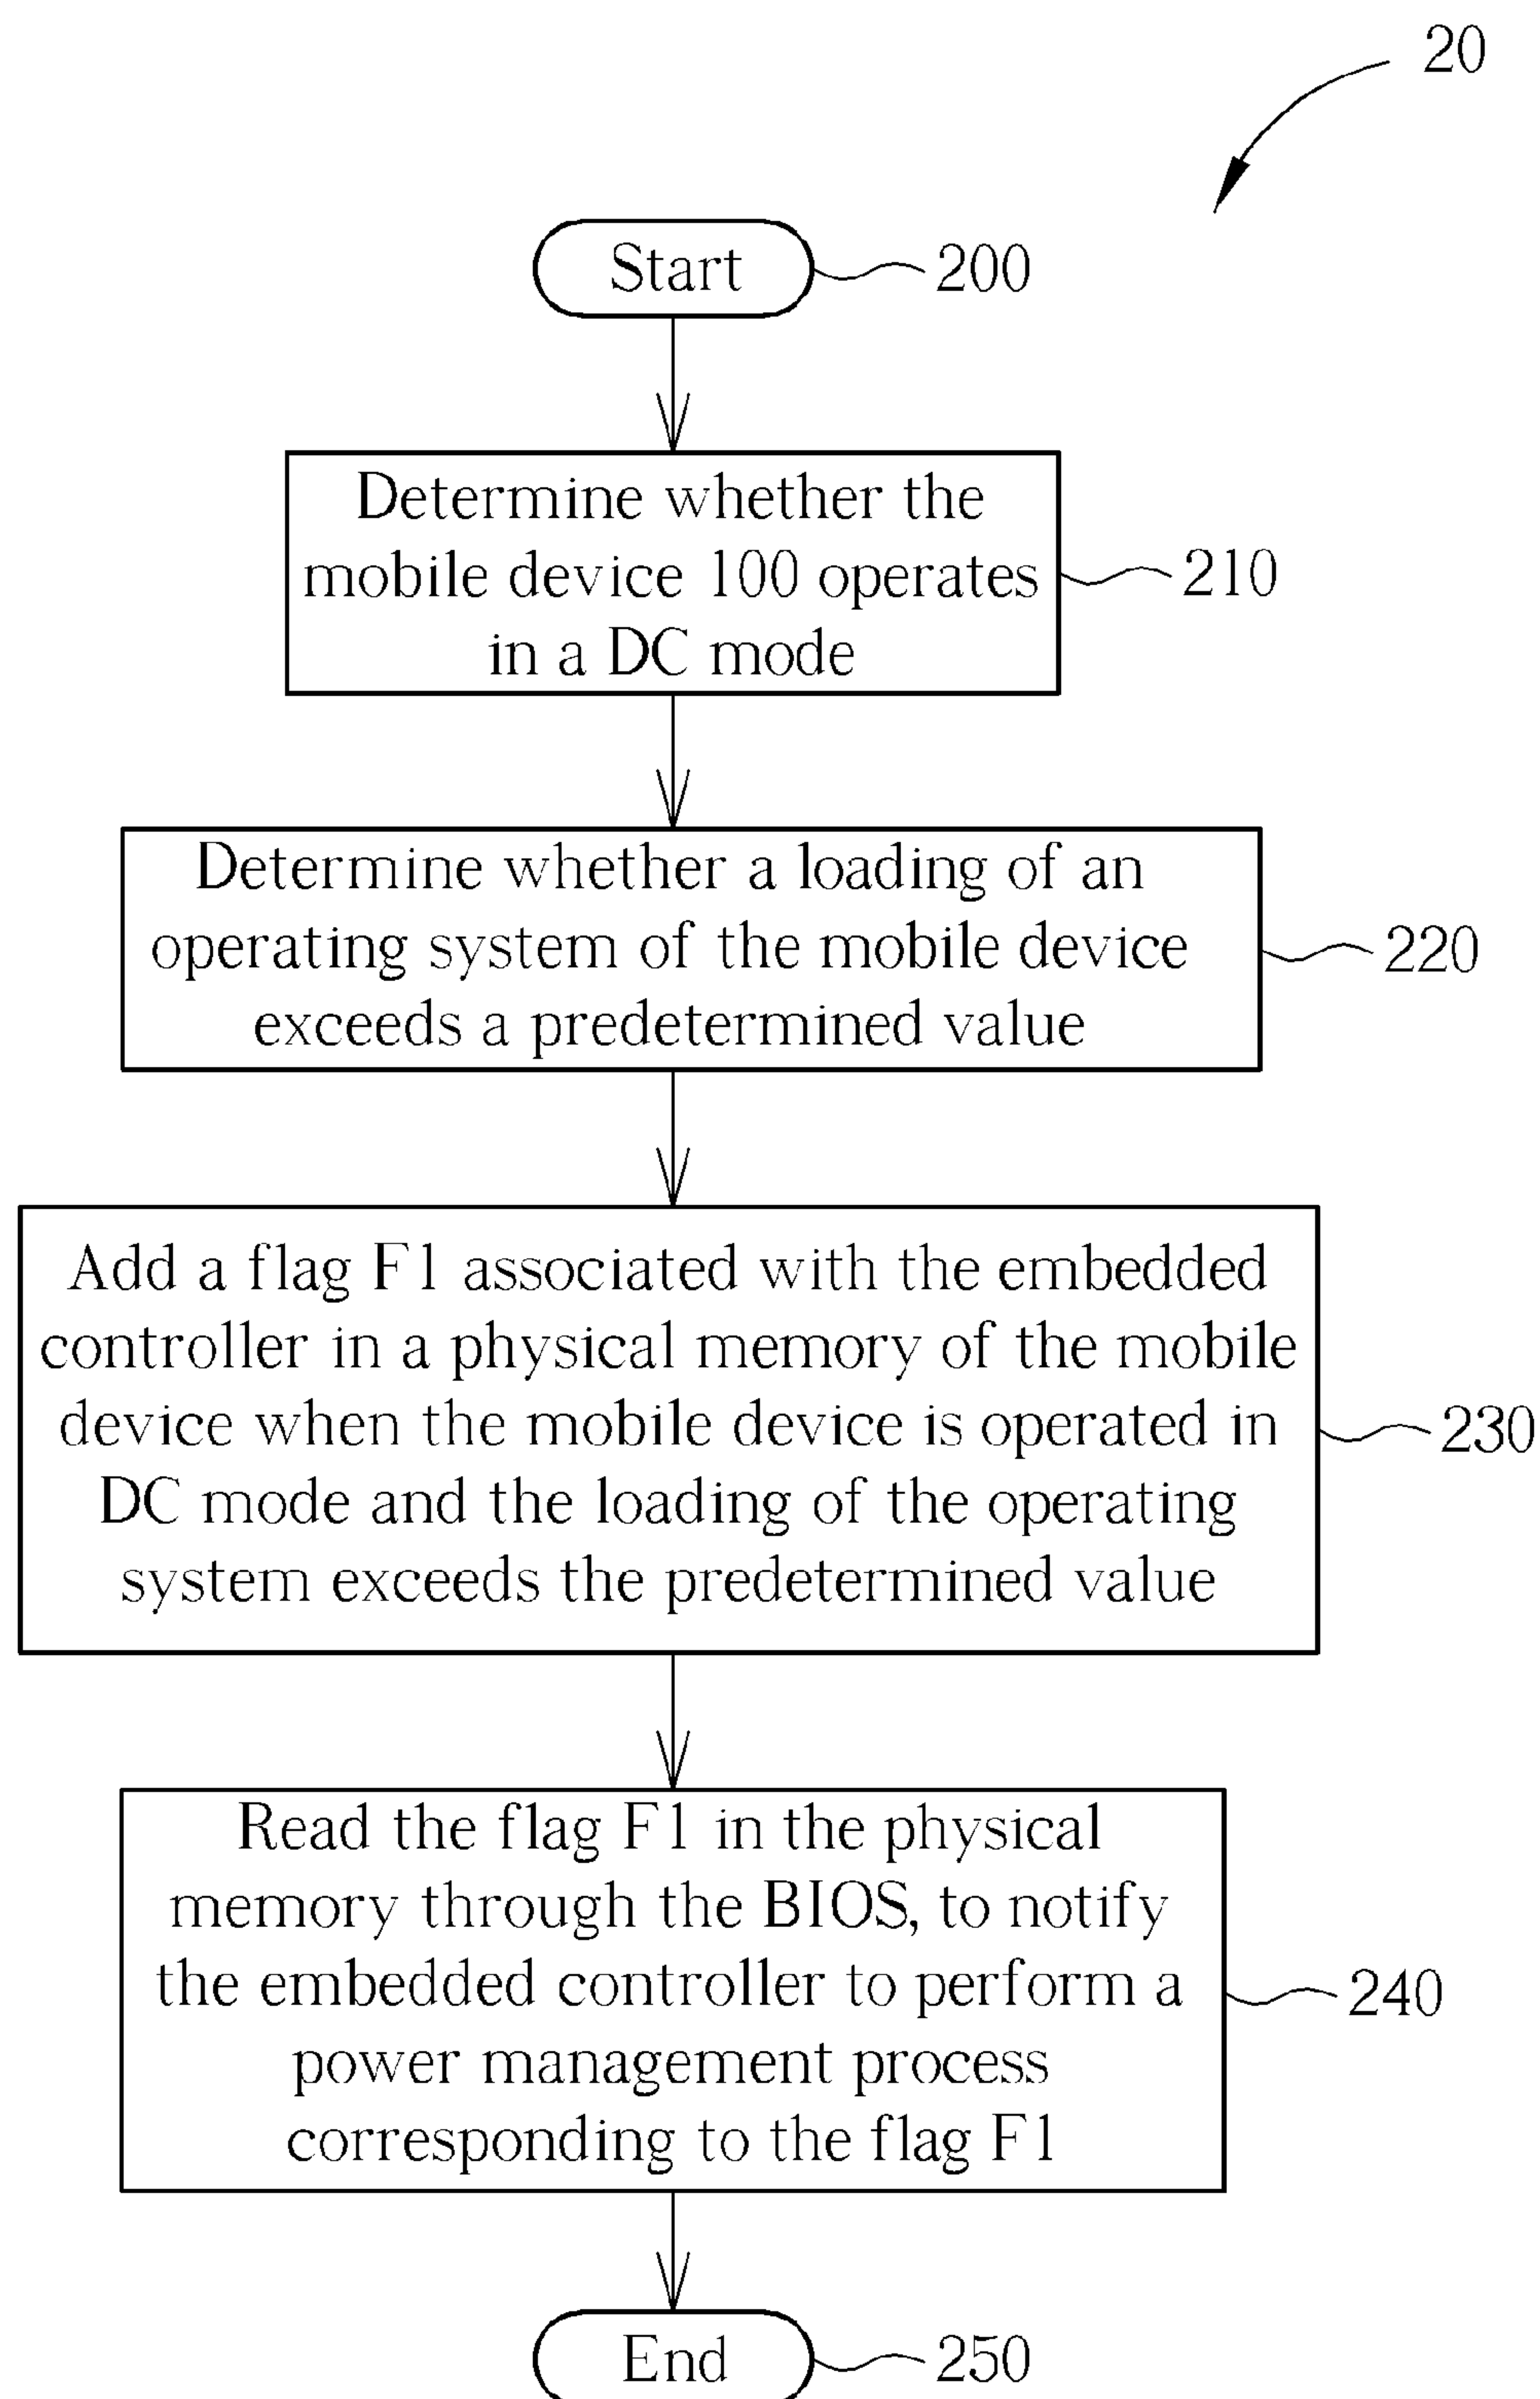 20
Start
200
Determine whether the
mobile device 100 operates
in a DC mode
210
Determine whether a loading of an
operating system of the mobile device
exceeds a predetermined value
220
Add a flag F1 associated with the embedded
controller in a physical memory of the mobile
device when the mobile device is operated in
DC mode and the loading of the operating
system exceeds the predetermined value
230
Read the flag F1 in the physical
memory through the BIOS, to notify
the embedded controller to perform a
power management process
corresponding to the flag F1
240
End
250